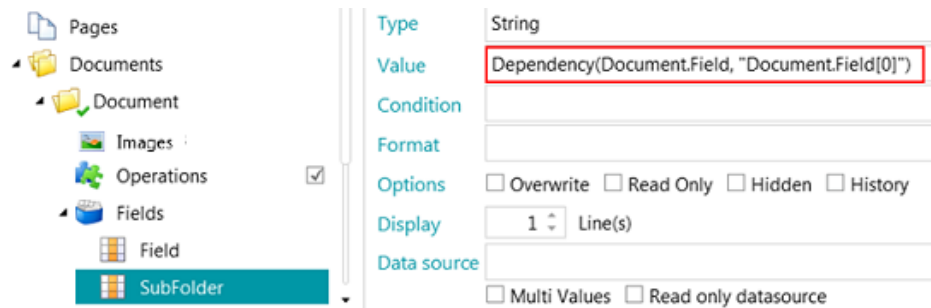 Pages
Documents
Document
Images
Operations
Fields
Field
SubFolder
Type String
Value Dependency(Document.Field, "Document.Field[0]")
Condition
Format
Options Overwrite Read Only Hidden History
Display 1 Line(s)
Data source
Multi Values Read only datasource